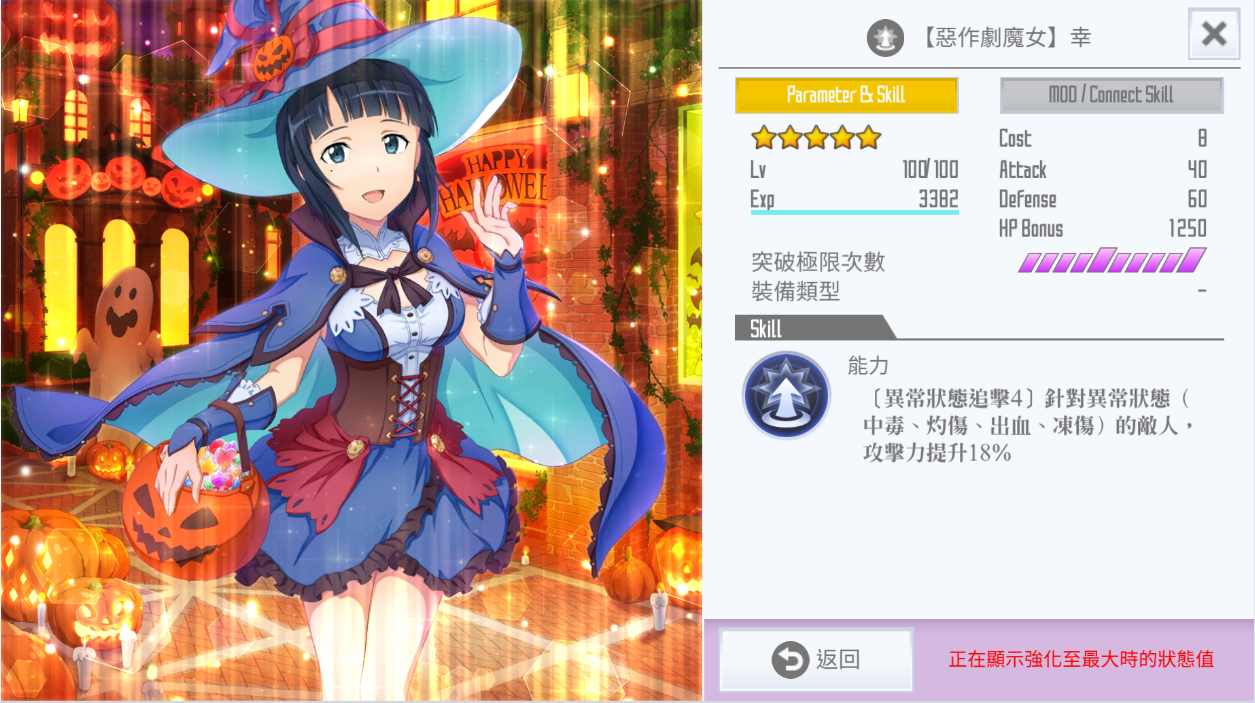 HAPPY
HALLOWEEN
【惡作劇魔女】幸
Parameter & Skill
MOD / Connect Skill
Lv 100/100
Exp 3382
Cost 8
Attack 40
Defense 60
HP Bonus 1250
突破極限次數
裝備類型 -
Skill
能力
〔異常狀態追擊4〕針對異常狀態（
中毒、灼傷、出血、凍傷）的敵人，
攻擊力提升18%
返回
正在顯示強化至最大時的狀態值